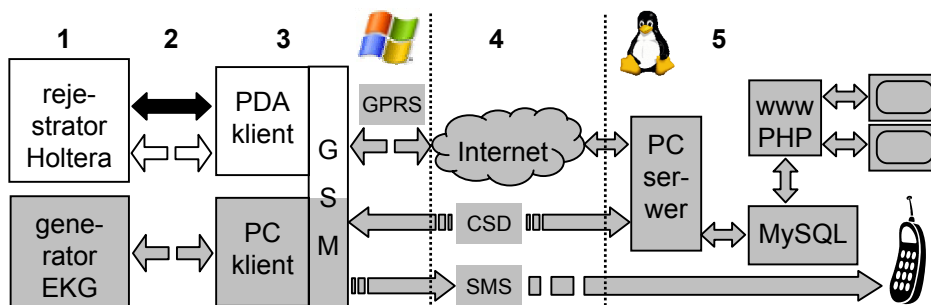 1
2
3
4
5
reje-
strator
Holtera
PDA
klient
G
S
M
GPRS
Internet
PC
ser-
wer
www
PHP
gene-
rator
EKG
PC
klient
CSD
MySQL
SMS